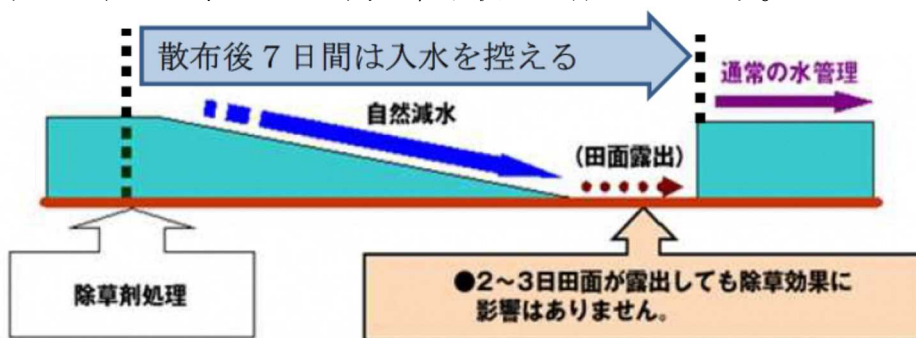 散布後7日間は入水を控える
通常の水管理
自然減水
(田面露出)
除草剤処理
●2～3日田面が露出しても除草効果に
影響はありません。